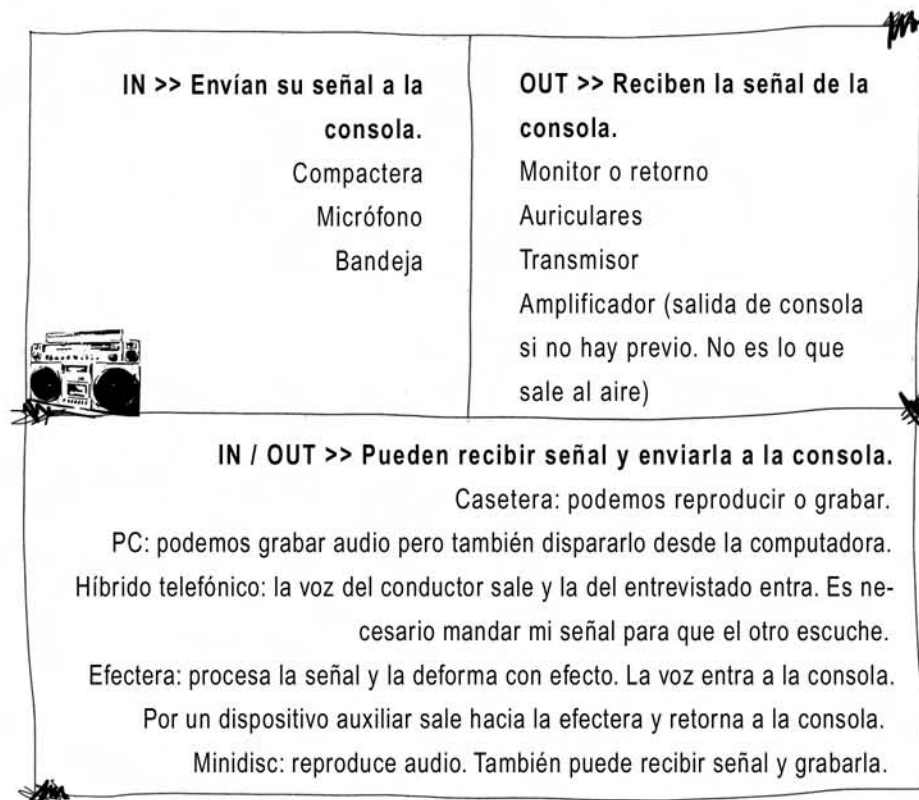 IN >> Envían su señal a la
consola.
Compactera
Micrófono
Bandeja
OUT >> Reciben la señal de la
consola.
Monitor o retorno
Auriculares
Transmisor
Amplificador (salida de consola
si no hay previo. No es lo que
sale al aire)
IN / OUT >> Pueden recibir señal y enviarla a la consola.
Casetera: podemos reproducir o grabar.
PC: podemos grabar audio pero también dispararlo desde la computadora.
Híbrido telefónico: la voz del conductor sale y la del entrevistado entra. Es ne-
cesario mandar mi señal para que el otro escuche.
Efectera: procesa la señal y la deforma con efecto. La voz entra a la consola.
Por un dispositivo auxiliar sale hacia la efectera y retorna a la consola.
Minidisc: reproduce audio. También puede recibir señal y grabarla.